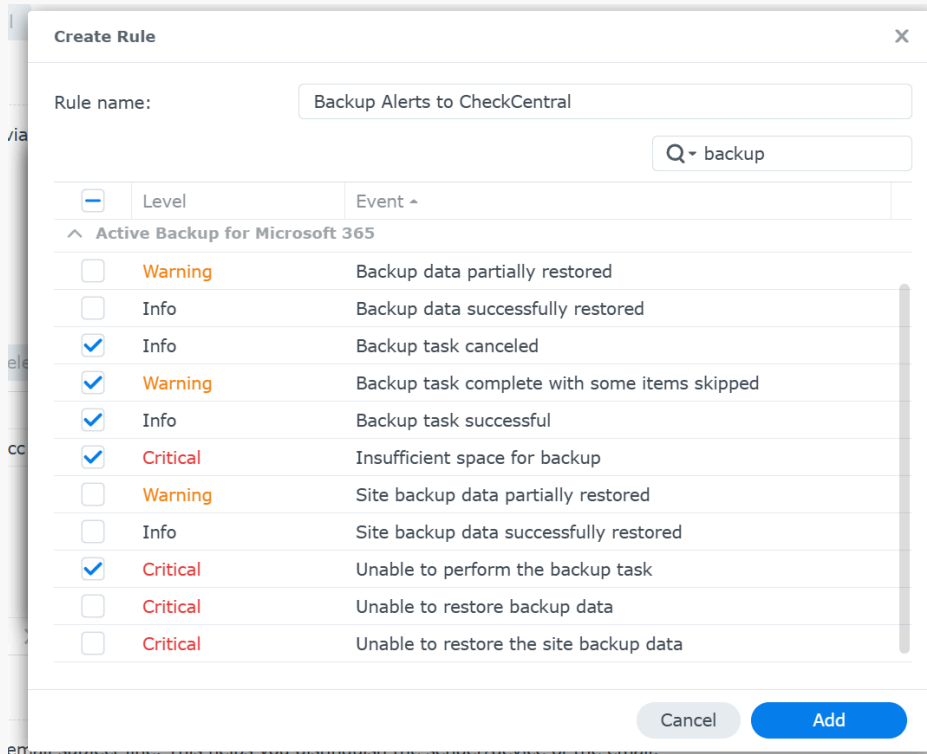 Create Rule
Rule name: Backup Alerts to CheckCentral
via
backup
Level Event
Active Backup for Microsoft 365
Warning Backup data partially restored
Info Backup data successfully restored
Info Backup task canceled
Warning Backup task complete with some items skipped
Info Backup task successful
Critical Insufficient space for backup
Warning Site backup data partially restored
Info Site backup data successfully restored
Critical Unable to perform the backup task
Critical Unable to restore backup data
Critical Unable to restore the site backup data
Cancel Add